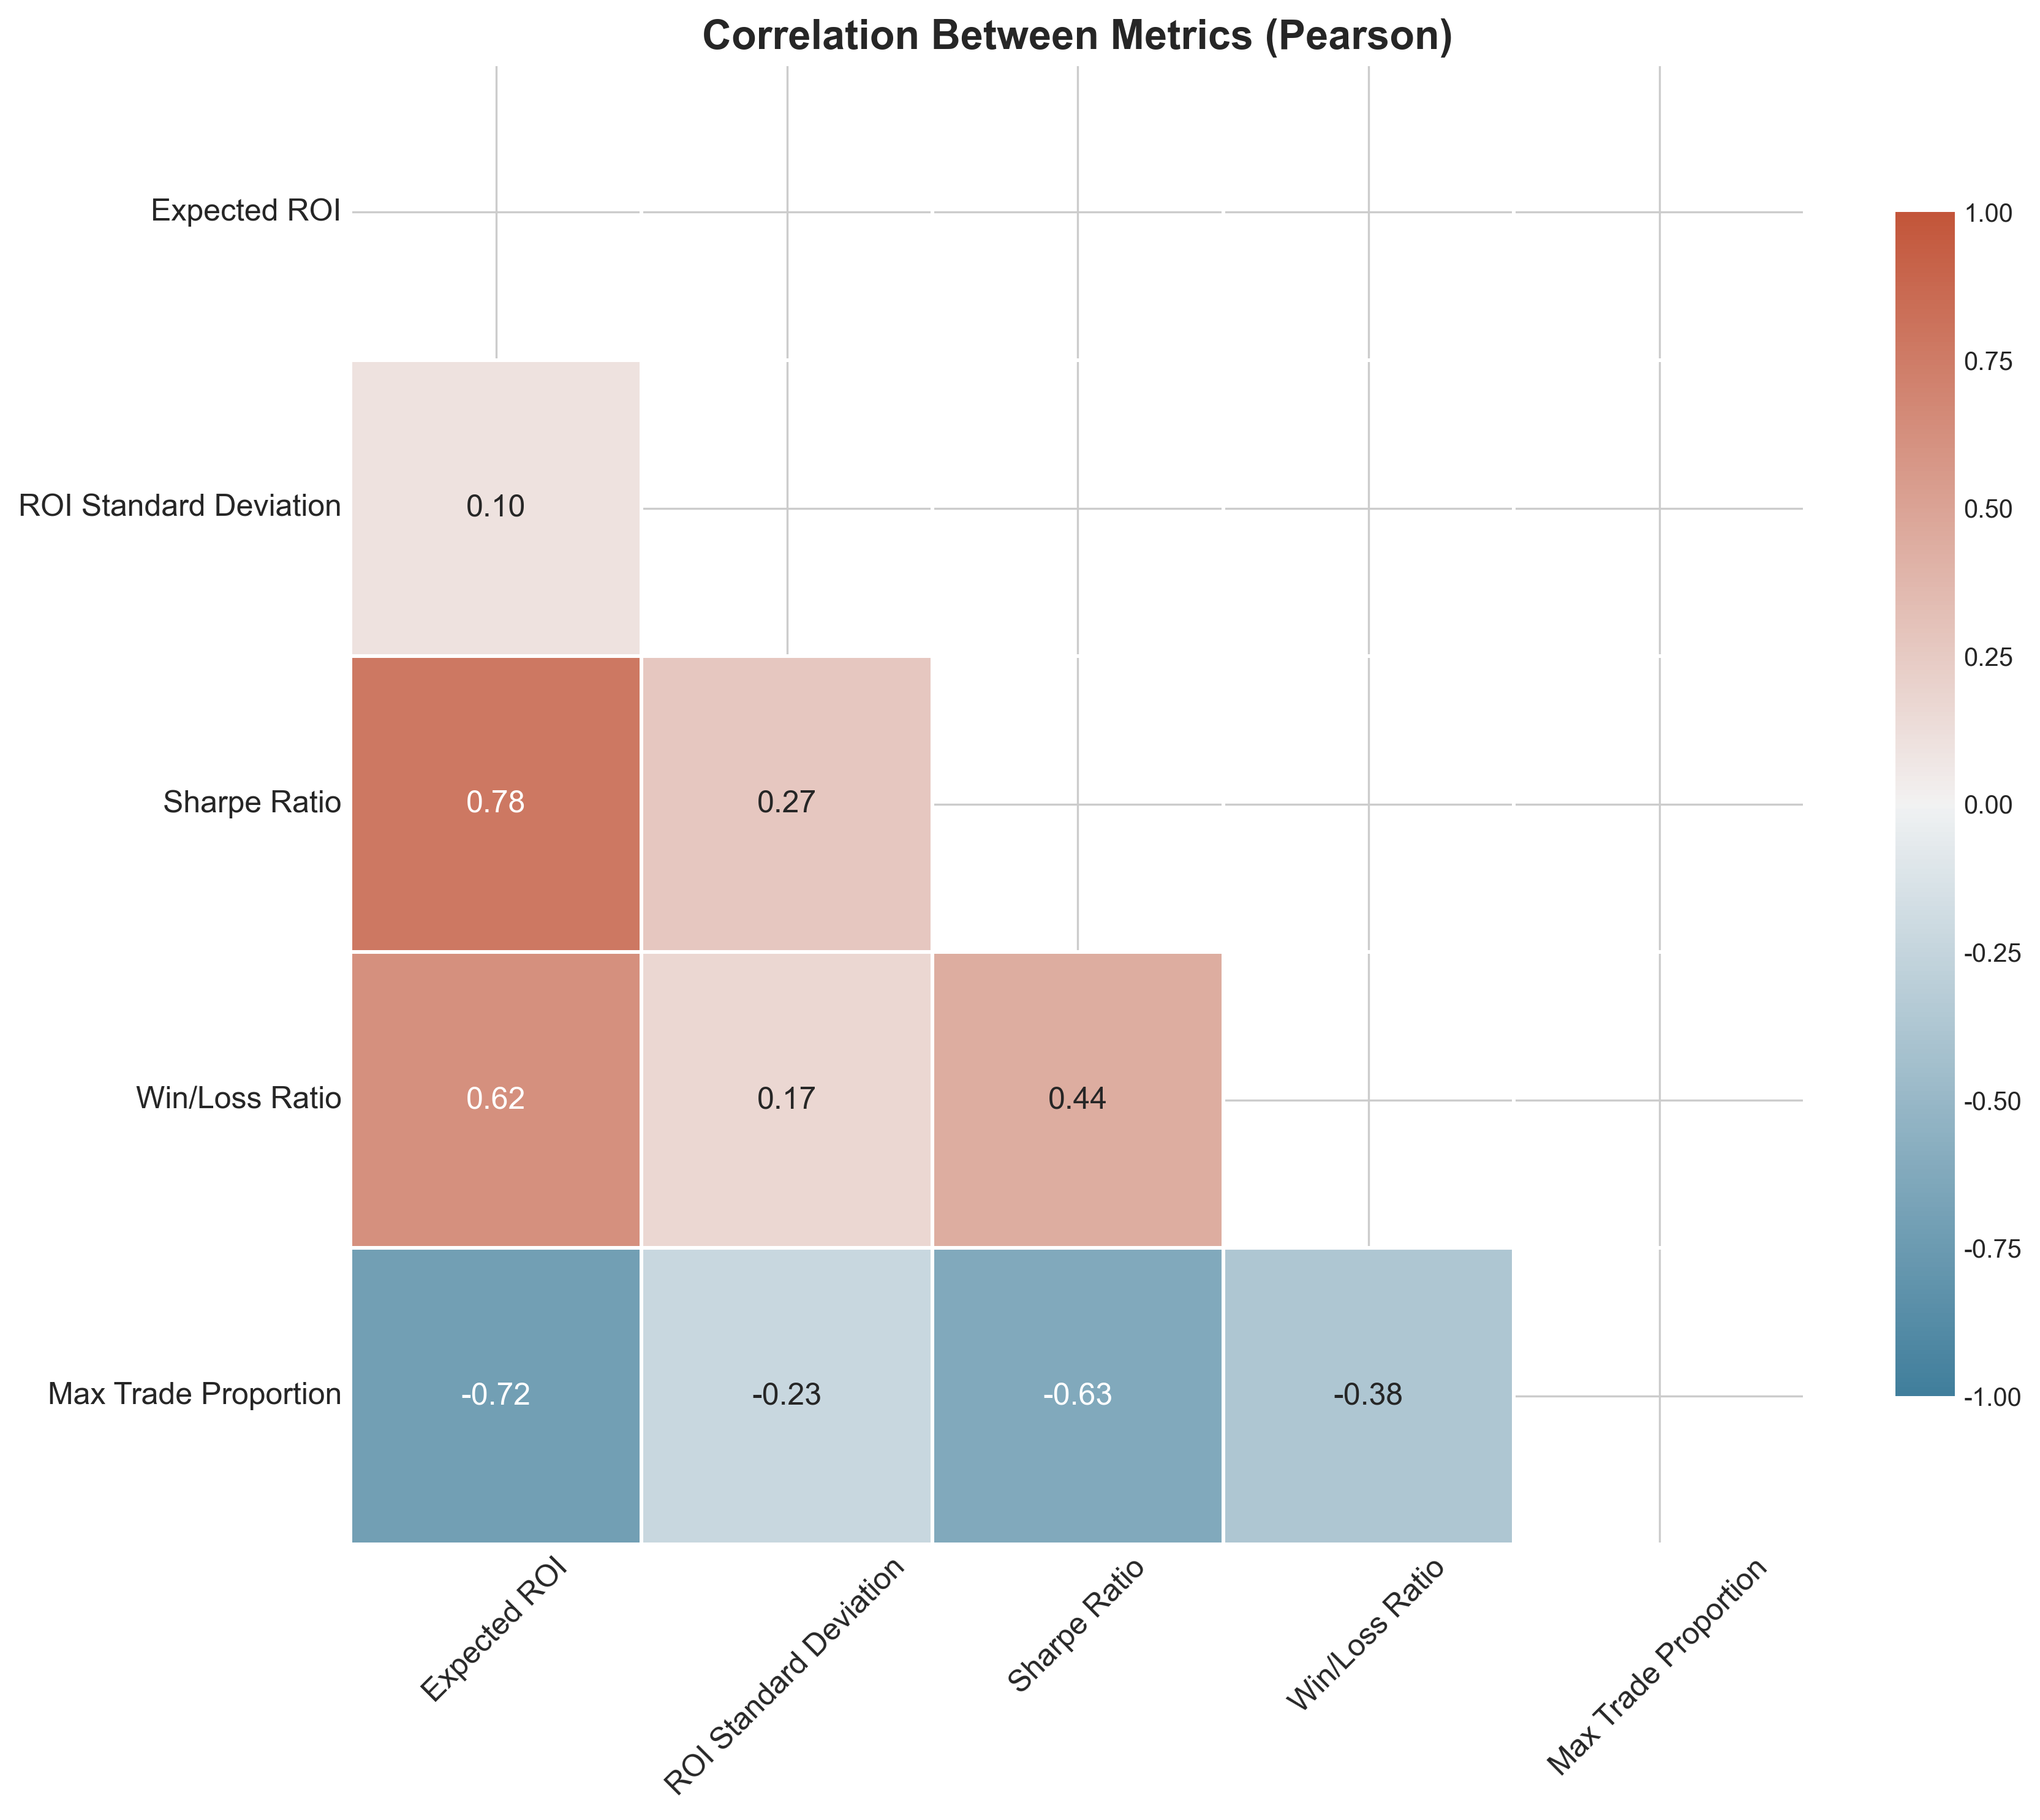 Correlation Between Metrics (Pearson)
Expected ROI
1.00
0.75
ROI Standard Deviation
0.10
0.50
0.25
Sharpe Ratio
0.78
0.27
0.00
-0.25
Win/Loss Ratio
0.62
0.17
0.44
-0.50
-0.75
Max Trade Proportion
-0.72
-0.23
-0.63
-0.38
-1.00
Expected ROI
ROI Standard Deviation
Sharpe Ratio
Win/Loss Ratio
Max Trade Proportion